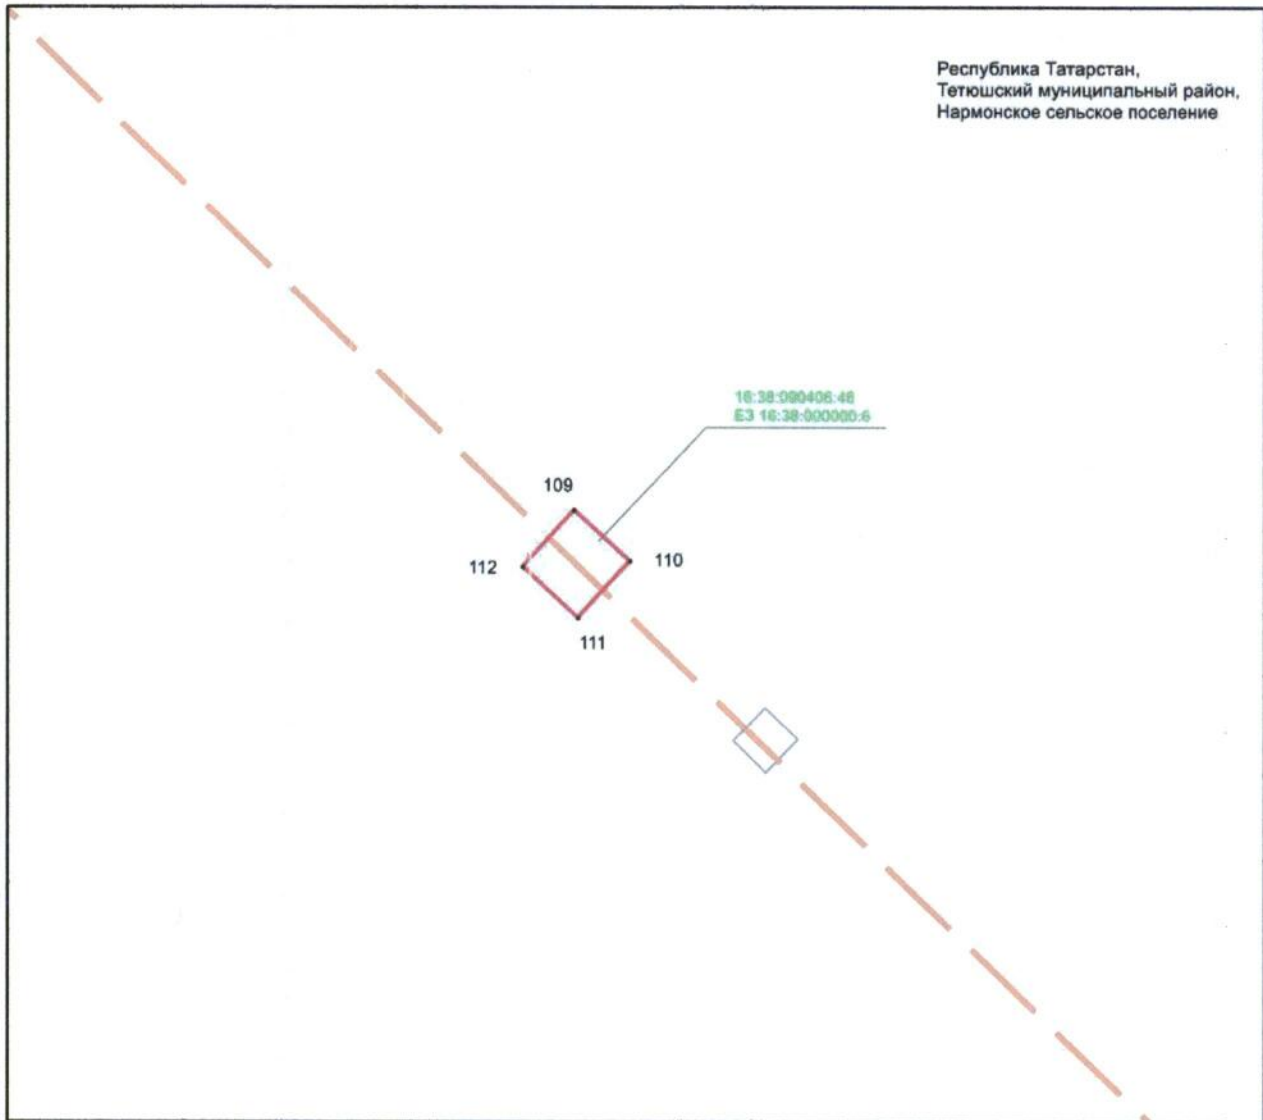 Республика Татарстан,
Тетюшский муниципальный район,
Нармонское сельское поселение
16:38:090406:46
ЕЗ 16:38:000000:6
109
110
112
111